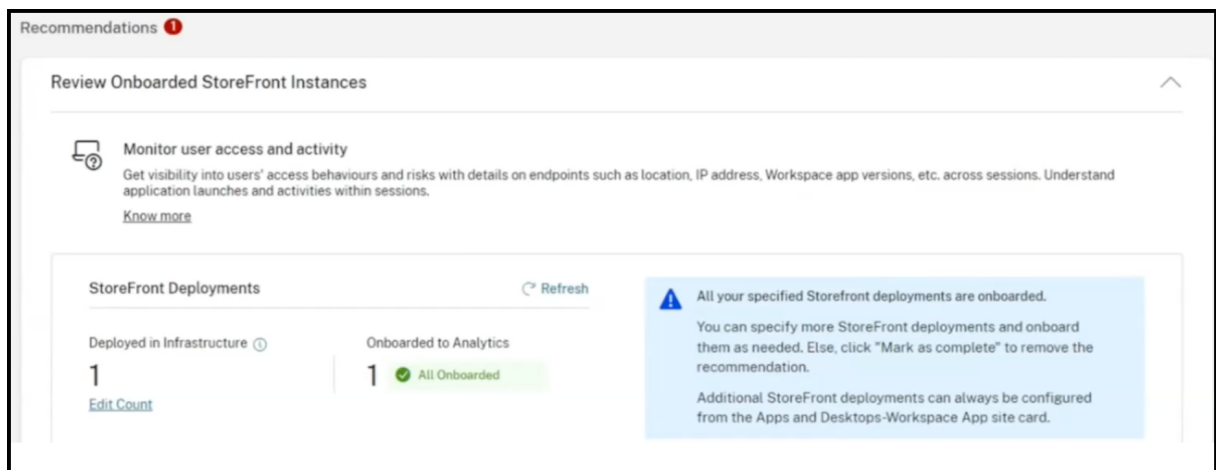 Recommendations 1
Review Onboarded StoreFront Instances
Monitor user access and activity
Get visibility into users' access behaviours and risks with details on endpoints such as location, IP address, Workspace app versions, etc. across sessions. Understand
application launches and activities within sessions.
Know more
StoreFront Deployments
Refresh
Deployed in Infrastructure
1
Edit Count
Onboarded to Analytics
1 All Onboarded
All your specified Storefront deployments are onboarded.
You can specify more StoreFront deployments and onboard
them as needed. Else, click "Mark as complete" to remove the
recommendation.
Additional StoreFront deployments can always be configured
from the Apps and Desktops-Workspace App site card.